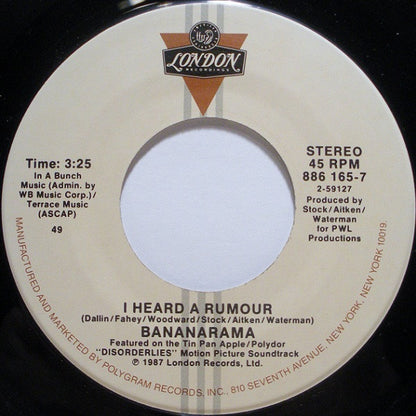 LONDON
RECORDINGS
Time: 3:25
In A Bunch
Music (Admin. by
WB Music Corp.)/
Terrace Music
(ASCAP)
49
STEREO
45 RPM
886 165-7
2-59127
Produced by
Stock/Aitken/
Waterman
for PWL
Productions
I HEARD A RUMOUR
(Dallin/Fahey/Woodward/Stock/Aitken/Waterman)
BANANARAMA
Featured on the Tin Pan Apple/Polydor
"DISORDERLIES" Motion Picture Soundtrack
℗ 1987 London Records, Ltd.
MANUFACTURED AND MARKETED BY POLYGRAM RECORDS, INC., 810 SEVENTH AVENUE, NEW YORK, NEW YORK 10019.